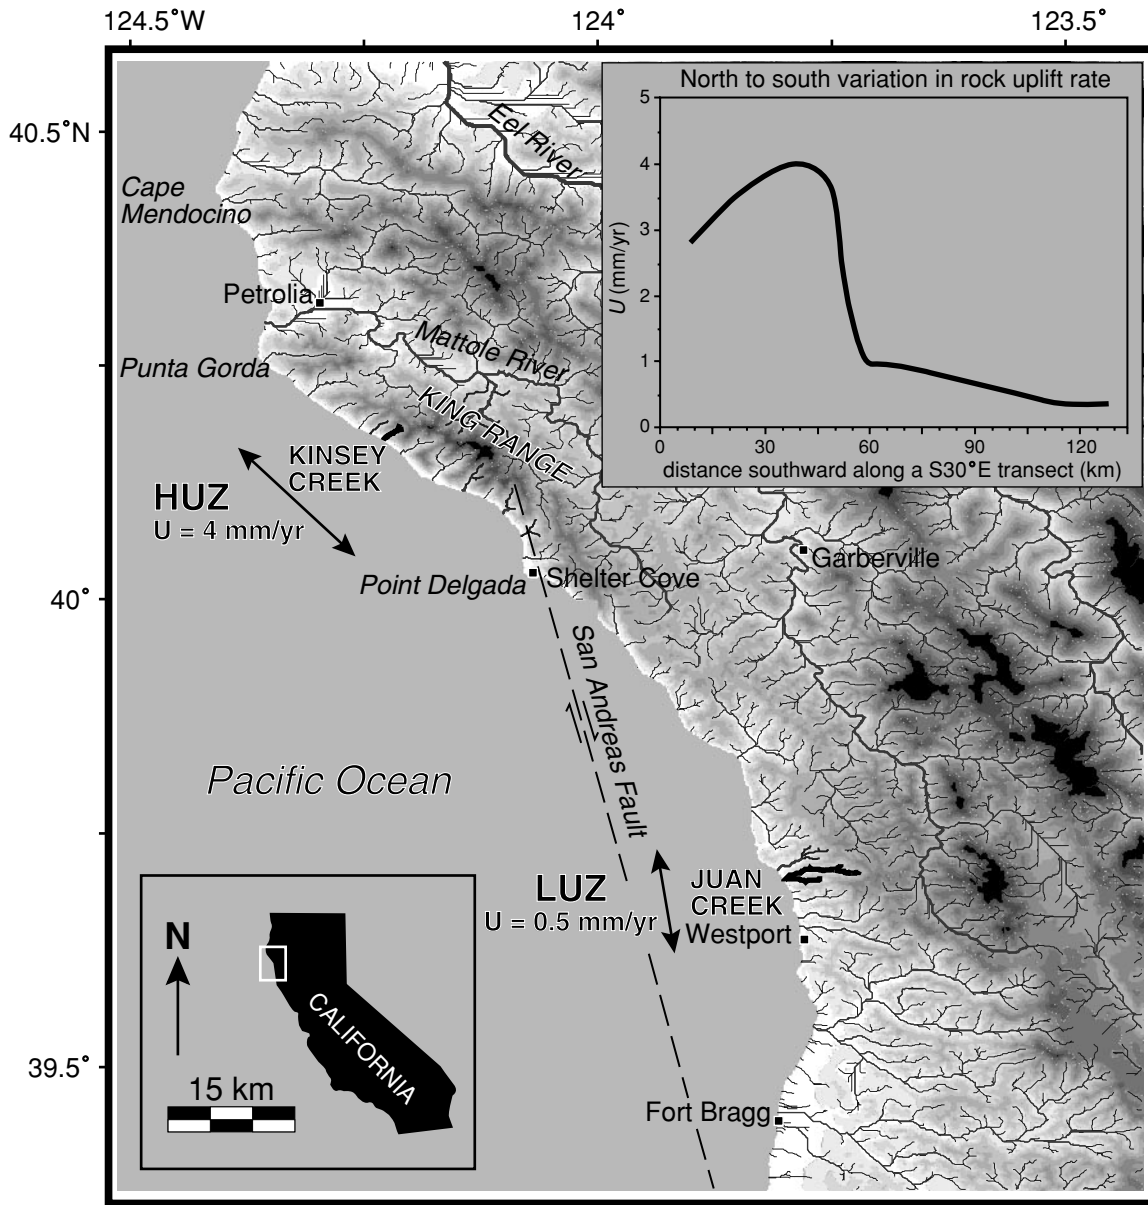 124.5˚W
124˚
123.5˚
North to south variation in rock uplift rate
5
4
3
2
1
0
U (mm/yr)
0
30
60
90
120
distance southward along a S30˚E transect (km)
40.5˚N
Eel River
Cape
Mendocino
Petrolia
Mattole River
Punta Gorda
KING RANGE
KINSEY
CREEK
HUZ
U = 4 mm/yr
Garberville
Point Delgada
Shelter Cove
40˚
San Andreas Fault
Pacific Ocean
LUZ
U = 0.5 mm/yr
JUAN
CREEK
Westport
N
CALIFORNIA
39.5˚
15 km
Fort Bragg